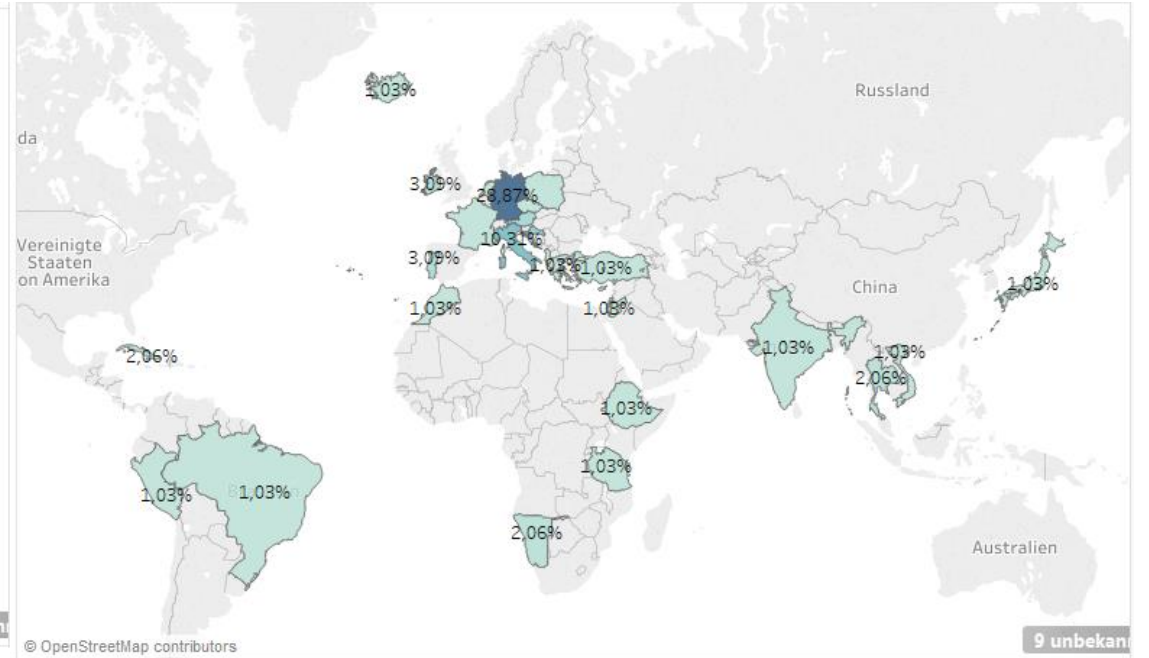 1,03%
Russland
da
3,09%
28,87%
10,31%
Vereinigte
Staaten
on Amerika
3,09%
1,03%
1,03%
1,03%
China
1,03%
1,03%
2,06%
1,03%
1,03%
2,06%
1,03%
1,03%
1,03%
1,03%
2,06%
Australien
© OpenStreetMap contributors
9 unbekan